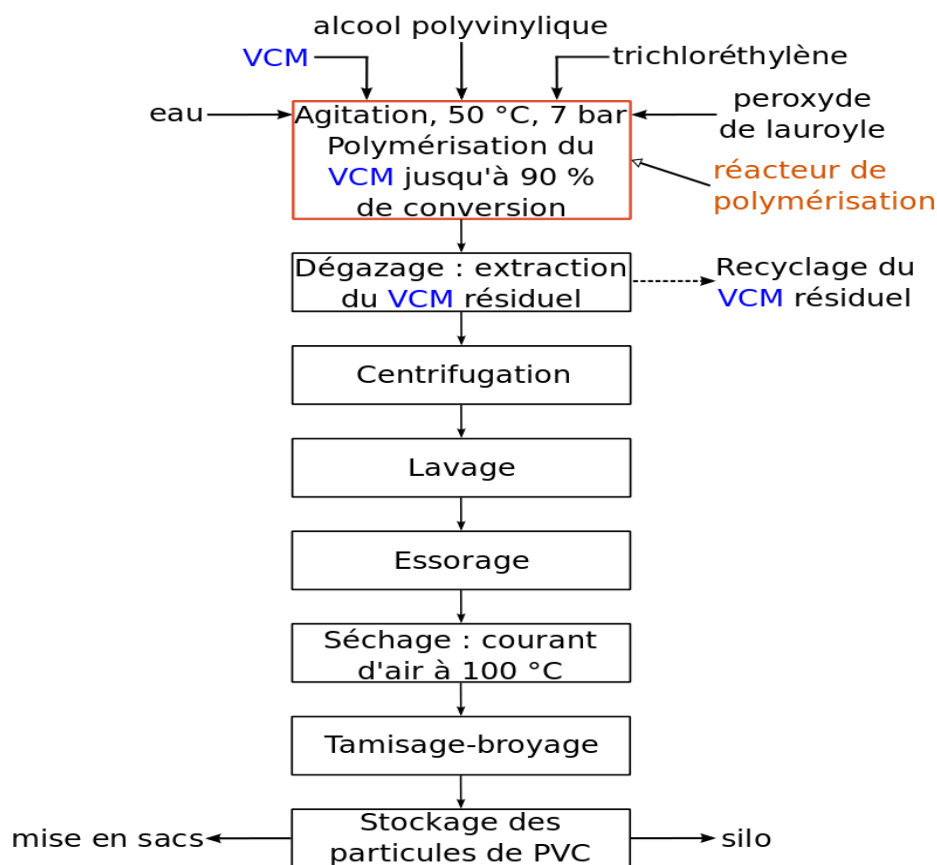 alcool polyvinylique
VCM
trichloréthylène
eau
Agitation, 50 °C, 7 bar
Polymérisation du
VCM jusqu'à 90 %
de conversion
peroxyde
de lauroyle
réacteur de
polymérisation
Dégazage : extraction
du VCM résiduel
Recyclage du
VCM résiduel
Centrifugation
Lavage
Essorage
Séchage : courant
d'air à 100 °C
Tamisage-broyage
mise en sacs
Stockage des
particules de PVC
silo